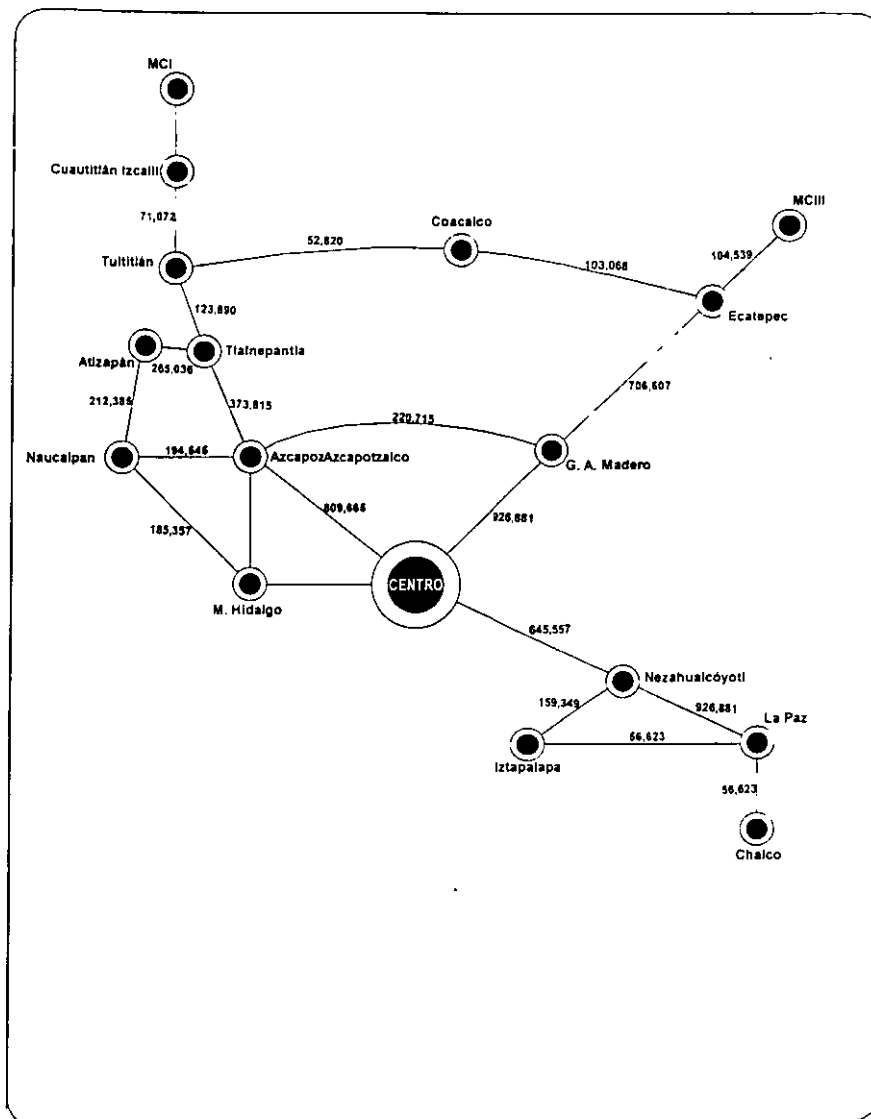 MCI
Cuautitlán Izcalli
MCIII
71,072
Coacalco
52,820
104,539
Tultitlán
103,068
Ecatepec
123,890
Atizapán
Tlalnepantla
265,036
706,607
212,385
373,815
220,715
Naucalpan
194,646
AzcapozAzcapotzalco
G. A. Madero
809,666
926,881
185,357
CENTRO
M. Hidalgo
645,557
Nezahualcóyotl
159,349
926,881
La Paz
56,623
Iztapalapa
56,623
Chalco